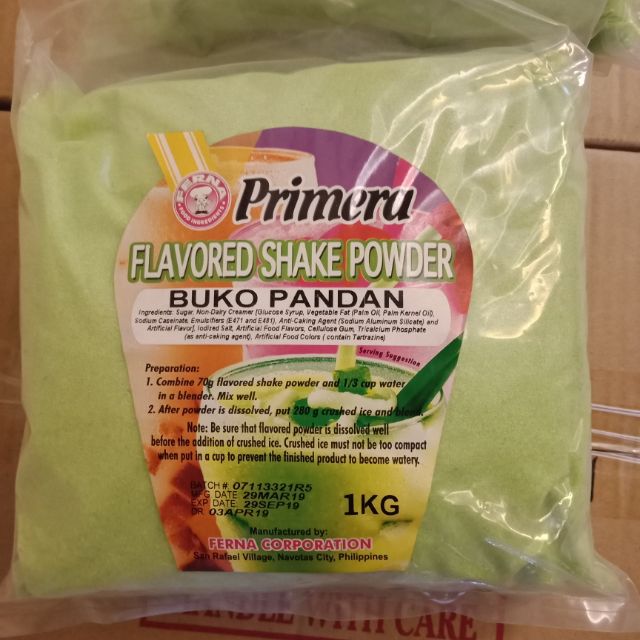 FERNA
FOOD INGREDIENTS
Primera
FLAVORED SHAKE POWDER
BUKO PANDAN
Ingredients: Sugar, Non-Dairy Creamer [Glucose Syrup, Vegetable Fat (Palm Oil, Palm Kernel Oil),
Sodium Caseinate, Emulsifiers (E471 and E481), Anti-Caking Agent (Sodium Aluminum Silicate) and
Artificial Flavor], Iodized Salt, Artificial Food Flavors, Cellulose Gum, Tricalcium Phosphate
(as anti-caking agent), Artificial Food Colors ( contain Tartrazine)
Serving Suggestion
Preparation:
1. Combine 70g flavored shake powder and 1/3 cup water
in a blender. Mix well.
2. After powder is dissolved, put 280 g crushed ice and blend.
Note: Be sure that flavored powder is dissolved well
before the addition of crushed ice. Crushed ice must not be too compact
when put in a cup to prevent the finished product to become watery.
BATCH #: 07113321R5
MFG DATE 29MAR19
EXP DATE 29SEP19
DR: 03APR19
1KG
Manufactured by:
FERNA CORPORATION
San Rafael Village, Navotas City, Philippines
HANDLE WITH CARE